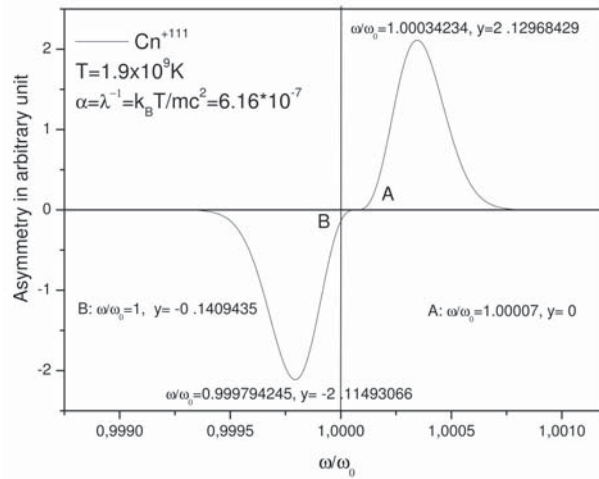 Cn+111
T=1.9x10⁹K
α=λ⁻¹=kBT/mc²=6.16*10⁻⁷
ω/ω₀=1.00034234, y=2 .12968429
Asymmetry in arbitrary unit
2
1
0
-1
-2
A
B
B: ω/ω₀=1, y= -0 .1409435
A: ω/ω₀=1.00007, y= 0
ω/ω₀=0.999794245, y= -2 .11493066
0,9990
0,9995
1,0000
1,0005
1,0010
ω/ω₀